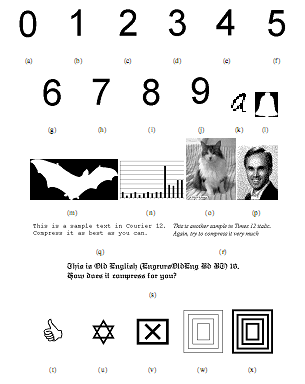 0 1 2 3 4 5
(a) (b) (c) (d) (e) (f)
6 7 8 9 a
(g) (h) (i) (j) (k) (l)
(m) (n) (o) (p)
This is a sample text in Courier 12.
Compress it as best as you can.
This is another sample in Times 12 italic.
Again, try to compress it very much
(q) (r)
This is Old English (EngrvrsOldEng Bd BT) 16.
How does it compress for you?
(s)
(t) (u) (v) (w) (x)